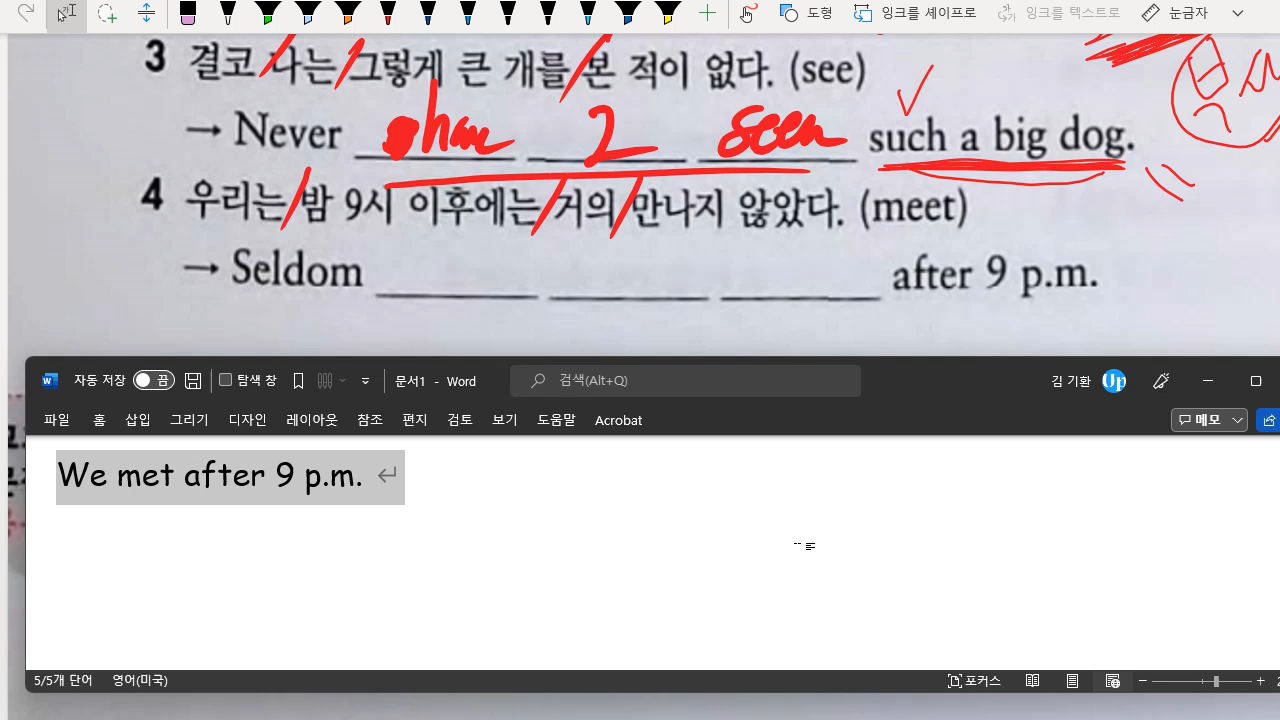 도형
잉크를 셰이프로
잉크를 텍스트로
눈금자
3 결코 나는 그렇게 큰 개를 본 적이 없다. (see)
→ Never have I seen such a big dog.
4 우리는 밤 9시 이후에는 거의 만나지 않았다. (meet)
→ Seldom ____ ____ ____ after 9 p.m.
자동 저장 끔 탐색 창 문서1 - Word 검색(Alt+Q) 김 기환 Up
파일 홈 삽입 그리기 디자인 레이아웃 참조 편지 검토 보기 도움말 Acrobat 메모
We met after 9 p.m.
5/5개 단어 영어(미국) 포커스